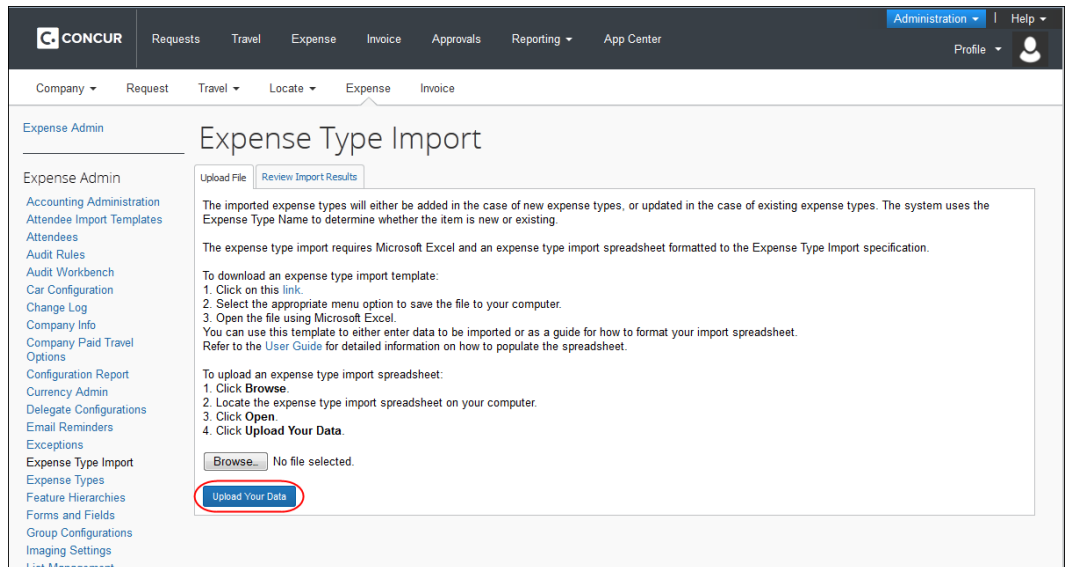 Administration | Help
C. CONCUR Requests Travel Expense Invoice Approvals Reporting App Center
Profile
Company Request Travel Locate Expense Invoice
Expense Admin
Expense Type Import
Expense Admin
Upload File Review Import Results
Accounting Administration
Attendee Import Templates
Attendees
Audit Rules
Audit Workbench
Car Configuration
Change Log
Company Info
Company Paid Travel
Options
Configuration Report
Currency Admin
Delegate Configurations
Email Reminders
Exceptions
Expense Type Import
Expense Types
Feature Hierarchies
Forms and Fields
Group Configurations
Imaging Settings
List Management
The imported expense types will either be added in the case of new expense types, or updated in the case of existing expense types. The system uses the
Expense Type Name to determine whether the item is new or existing.
The expense type import requires Microsoft Excel and an expense type import spreadsheet formatted to the Expense Type Import specification.
To download an expense type import template:
1. Click on this link.
2. Select the appropriate menu option to save the file to your computer.
3. Open the file using Microsoft Excel.
You can use this template to either enter data to be imported or as a guide for how to format your import spreadsheet.
Refer to the User Guide for detailed information on how to populate the spreadsheet.
To upload an expense type import spreadsheet:
1. Click Browse.
2. Locate the expense type import spreadsheet on your computer.
3. Click Open.
4. Click Upload Your Data.
Browse... No file selected.
Upload Your Data